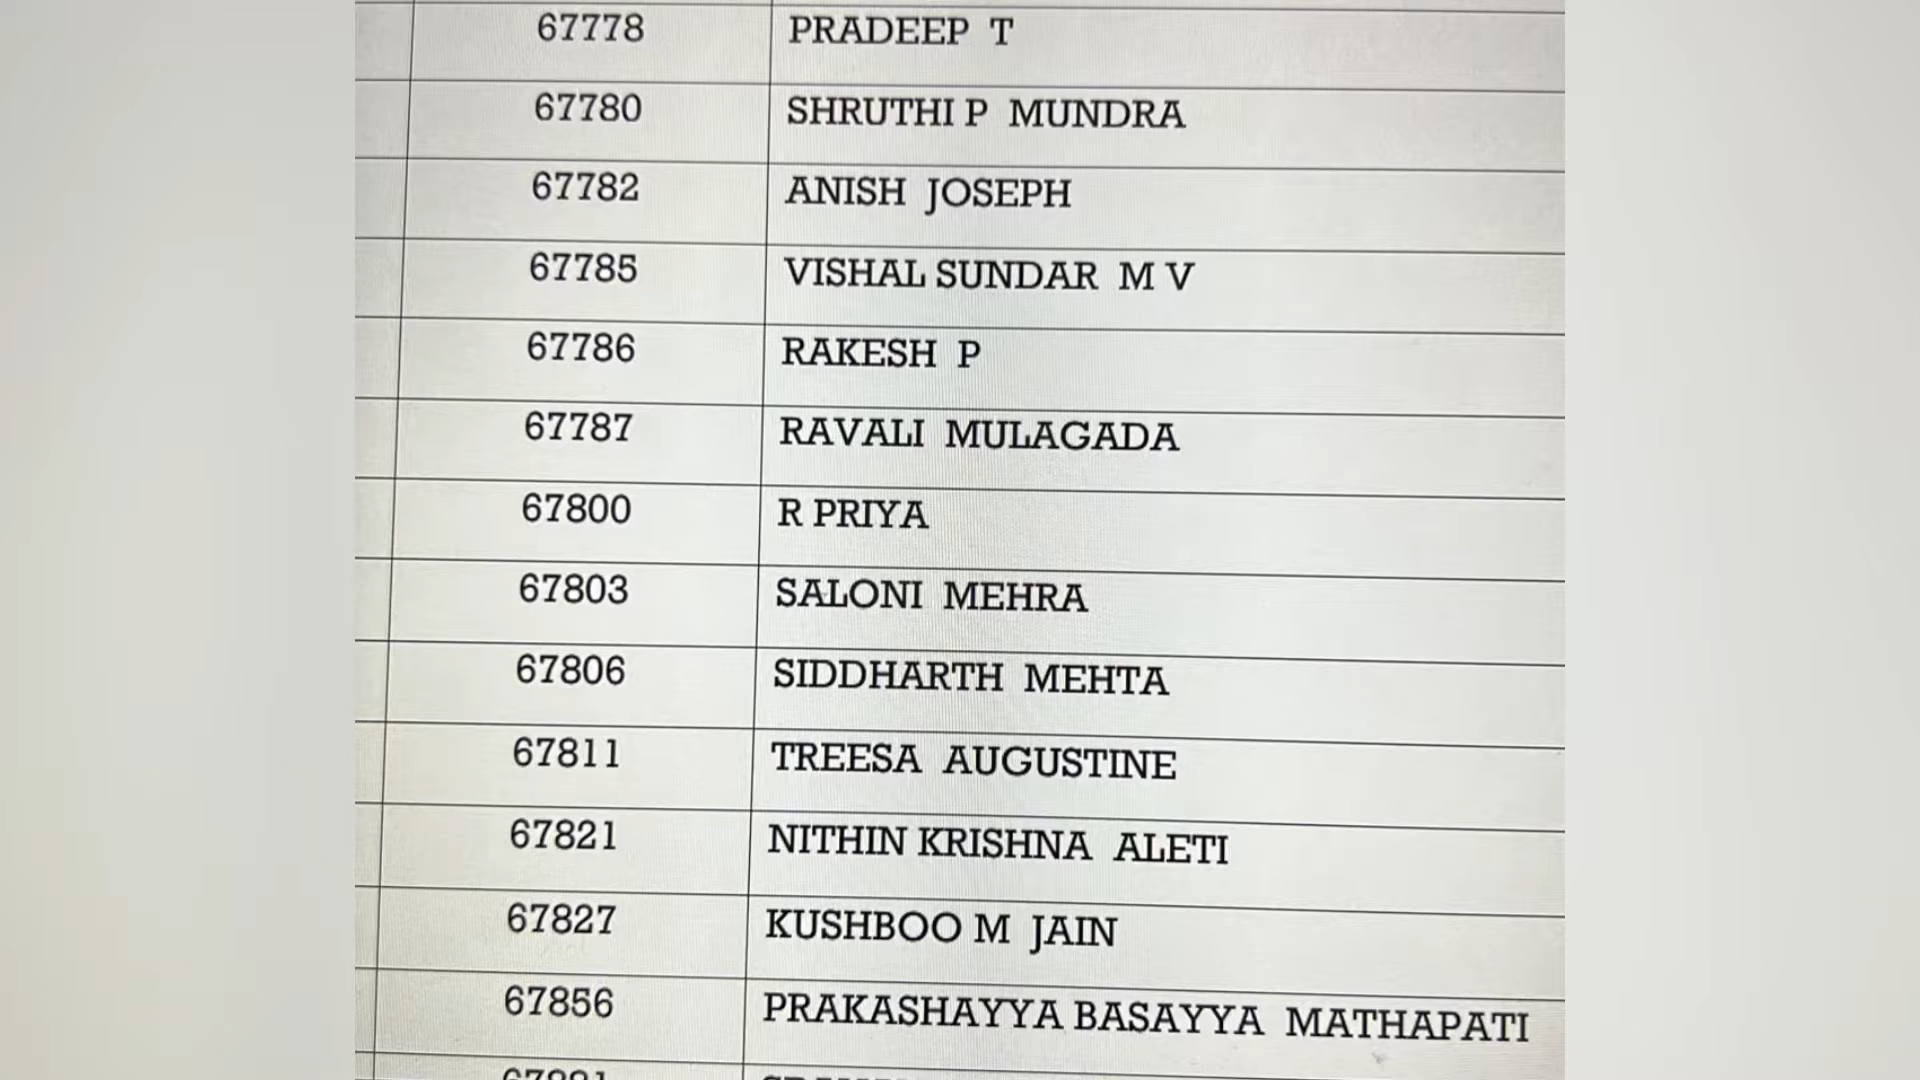 67778 PRADEEP T
67780 SHRUTHI P MUNDRA
67782 ANISH JOSEPH
67785 VISHAL SUNDAR M V
67786 RAKESH P
67787 RAVALI MULAGADA
67800 R PRIYA
67803 SALONI MEHRA
67806 SIDDHARTH MEHTA
67811 TREESA AUGUSTINE
67821 NITHIN KRISHNA ALETI
67827 KUSHBOO M JAIN
67856 PRAKASHAYYA BASAYYA MATHAPATI